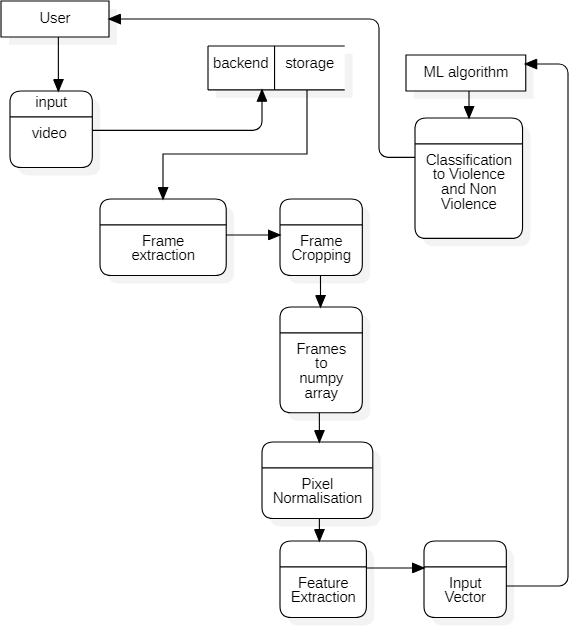 User
input
video
backend
storage
ML algorithm
Classification
to Violence
and Non
Violence
Frame
extraction
Frame
Cropping
Frames
to
numpy
array
Pixel
Normalisation
Feature
Extraction
Input
Vector